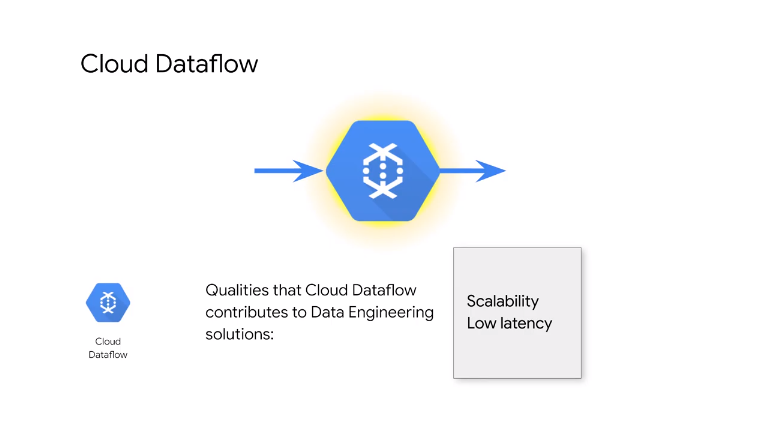 Cloud Dataflow
Qualities that Cloud Dataflow
contributes to Data Engineering
solutions:
Scalability
Low latency
Cloud
Dataflow